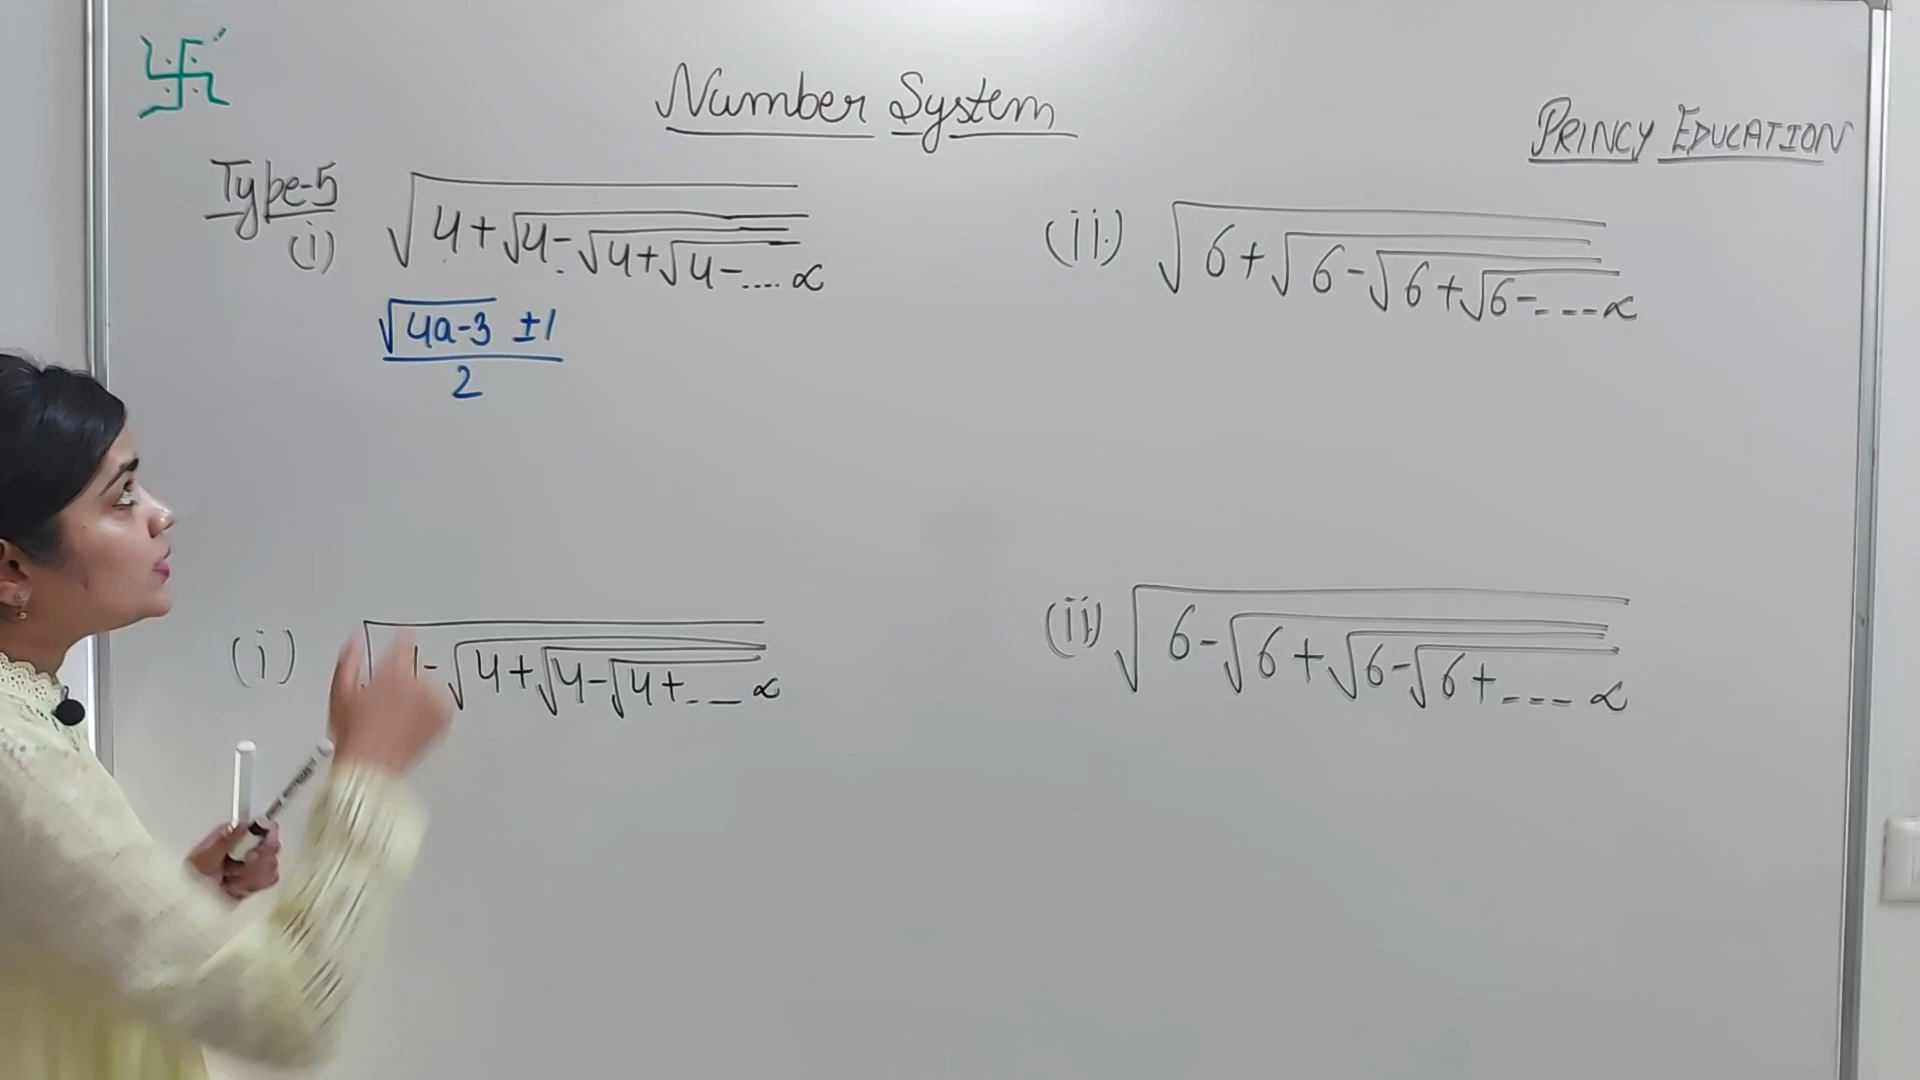 Number System
PRINCY EDUCATION
Type-5
(i) √4+√4-√4+√4-....∝
√4a-3 ±1
2
(ii) √6+√6-√6+√6-....∝
(i) √ -√4+√4-√4+....∝
(ii) √6-√6+√6-√6+....∝